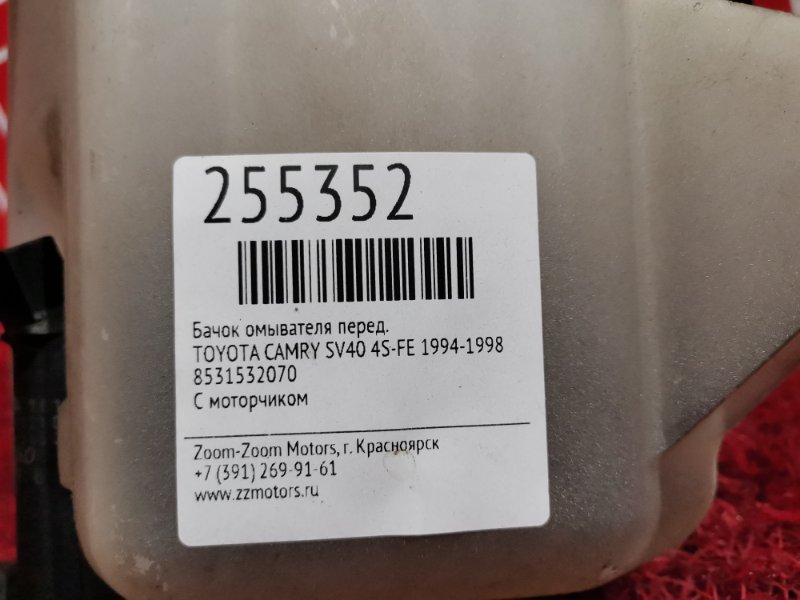 255352
Бачок омывателя перед.
TOYOTA CAMRY SV40 4S-FE 1994-1998
8531532070
С моторчиком
Zoom-Zoom Motors, г. Красноярск
+7 (391) 269-91-61
www.zzmotors.ru